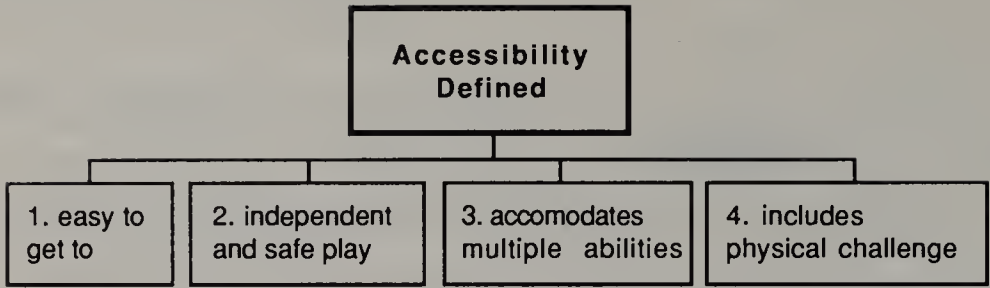 Accessibility
Defined
1. easy to
get to
2. independent
and safe play
3. accomodates
multiple abilities
4. includes
physical challenge